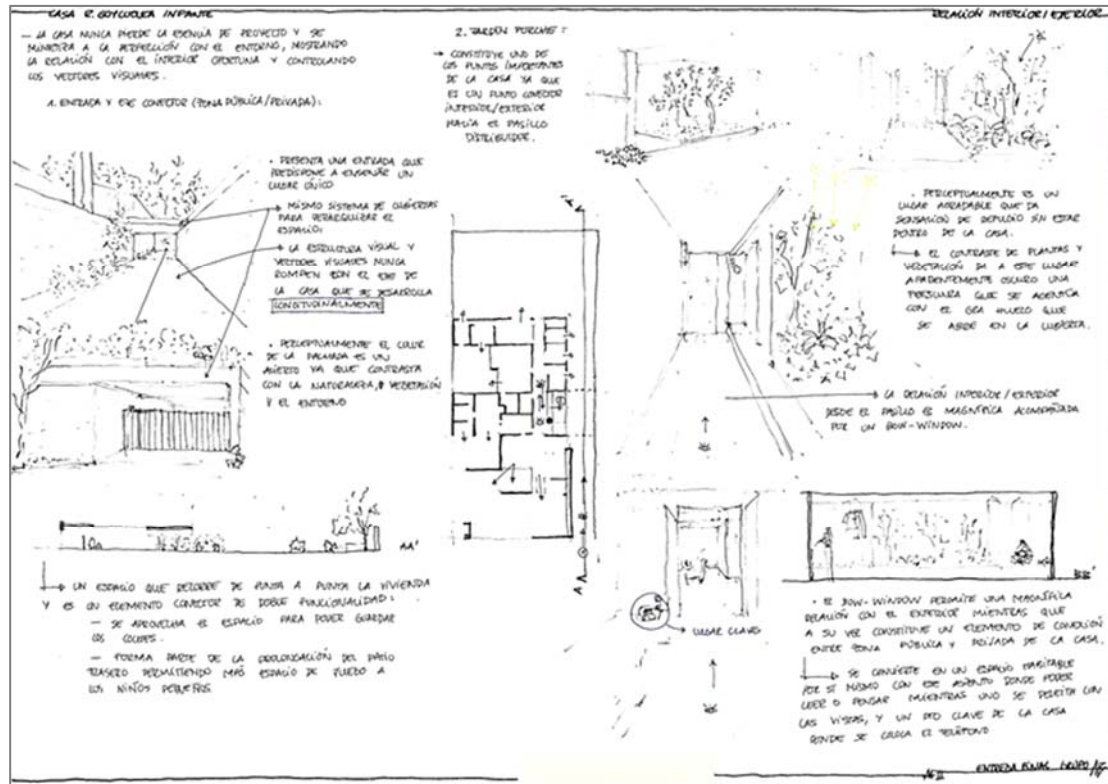 CASA R. GOYCOOLEA INFANTE
RELACIÓN INTERIOR/EXTERIOR
— LA CASA NUNCA PIERDE LA ESENCIA DE PROYECTO Y SE
MIMETIZA A LA PERFECCIÓN CON EL ENTORNO, MOSTRANDO
LA RELACIÓN CON EL INTERIOR OPORTUNA Y CONTROLANDO
LOS VECTORES VISUALES.
1. ENTRADA Y EJE CONECTOR (ZONA PÚBLICA/PRIVADA):
• PRESENTA UNA ENTRADA QUE
PREDISPONE A ENSEÑAR UN
LUGAR ÚNICO
MISMO SISTEMA DE CUBIERTAS
PARA JERARQUIZAR EL
ESPACIO:
LA ESTRUCTURA VISUAL Y
VECTORES VISUALES NUNCA
ROMPEN CON EL EJE DE
LA CASA QUE SE DESARROLLA
LONGITUDINALMENTE
• PERCEPTUALMENTE EL COLOR
DE LA FACHADA ES UN
ACIERTO YA QUE CONTRASTA
CON LA NATURALEZA, VEGETACIÓN
Y EL ENTORNO
AA'
UN ESPACIO QUE RECORRE DE PUNTA A PUNTA LA VIVIENDA
Y ES UN ELEMENTO CONECTOR DE DOBLE FUNCIONALIDAD:
— SE APROVECHA EL ESPACIO PARA PODER GUARDAR
LOS COCHES.
— FORMA PARTE DE LA PROLONGACIÓN DEL PATIO
TRASERO PERMITIENDO MÁS ESPACIO DE JUEGO A
LOS NIÑOS PEQUEÑOS.
2. JARDÍN PORCHE:
CONSTITUYE UNO DE
LOS PUNTOS IMPORTANTES
DE LA CASA YA QUE
ES UN PUNTO CONECTOR
INTERIOR/EXTERIOR
HACIA EL PASILLO
DISTRIBUIDOR.
• PERCEPTUALMENTE ES UN
LUGAR AGRADABLE QUE DA
SENSACIÓN DE REFUGIO SIN ESTAR
DENTRO DE LA CASA.
EL CONTRASTE DE PLANTAS Y
VEGETACIÓN DA A ESTE LUGAR
APARENTEMENTE OSCURO UNA
QUE SE
CON EL HUECO QUE
SE ABRE EN LA CUBIERTA.
LA RELACIÓN INTERIOR/EXTERIOR
DESDE EL PASILLO ES MAGNÍFICA ACOMPAÑADA
POR UN BOW-WINDOW.
LUGAR CLAVE
• EL BOW-WINDOW PERMITE UNA MAGNÍFICA
RELACIÓN CON EL EXTERIOR MIENTRAS QUE
A SU VEZ CONSTITUYE UN ELEMENTO DE CONEXIÓN
ENTRE ZONA PÚBLICA Y PRIVADA DE LA CASA.
SE CONVIERTE EN UN ESPACIO HABITABLE
POR SÍ MISMO CON ESE ASIENTO DONDE PODER
LEER O PENSAR MIENTRAS UNO SE DELEITA CON
LAS VISTAS, Y UN PTO CLAVE DE LA CASA
DONDE SE COLOCA EL TELÉFONO
ENTREGA FINAL GRUPO